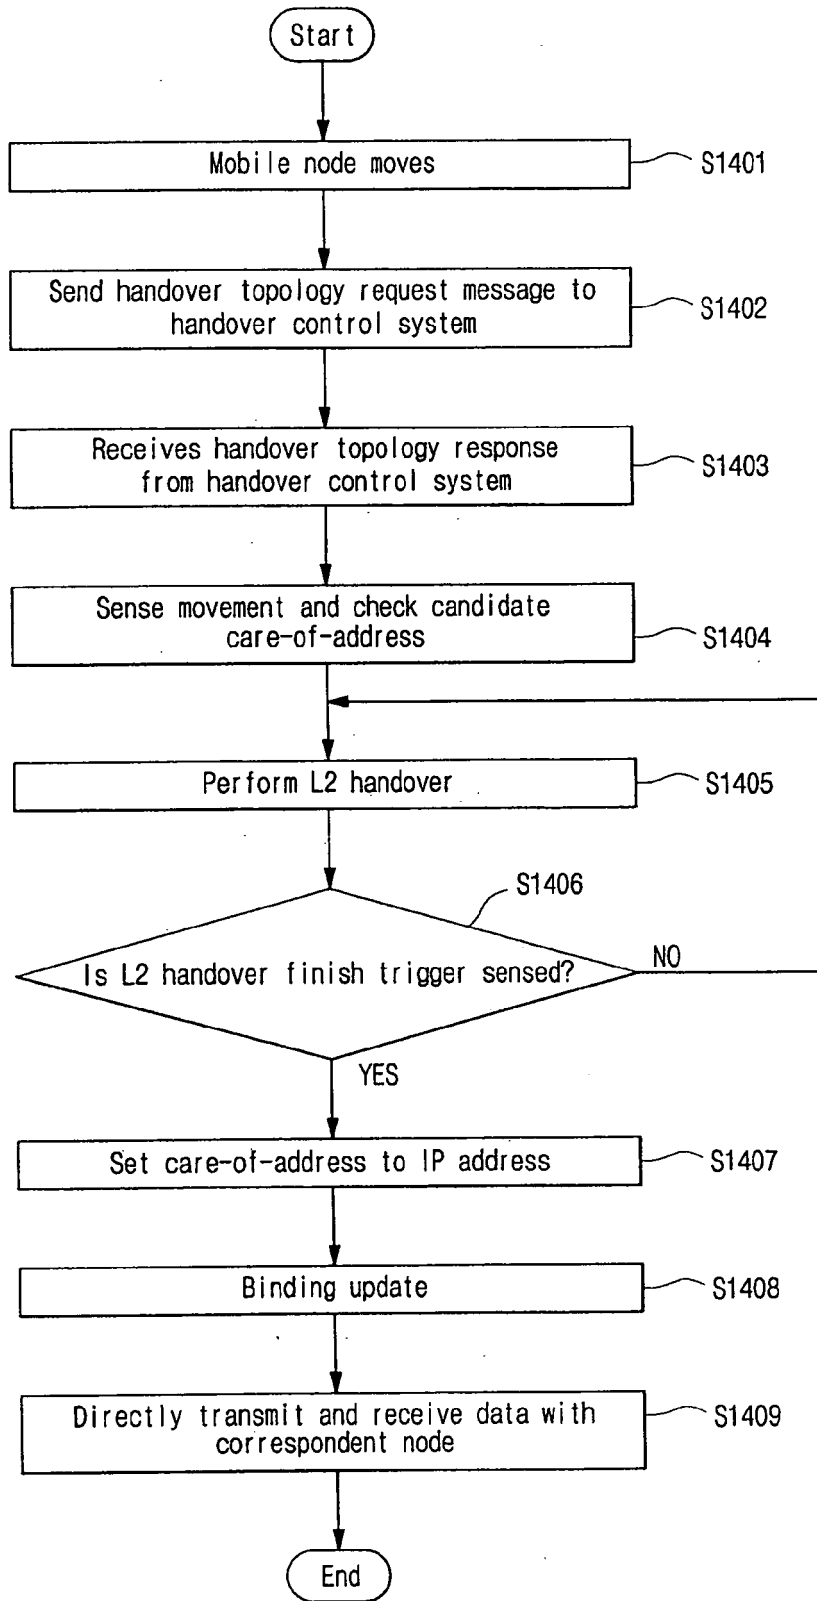 Start
Mobile node moves
S1401
Send handover topology request message to
handover control system
S1402
Receives handover topology response
from handover control system
S1403
Sense movement and check candidate
care-of-address
S1404
Perform L2 handover
S1405
S1406
Is L2 handover finish trigger sensed?
NO
YES
Set care-of-address to IP address
S1407
Binding update
S1408
Directly transmit and receive data with
correspondent node
S1409
End